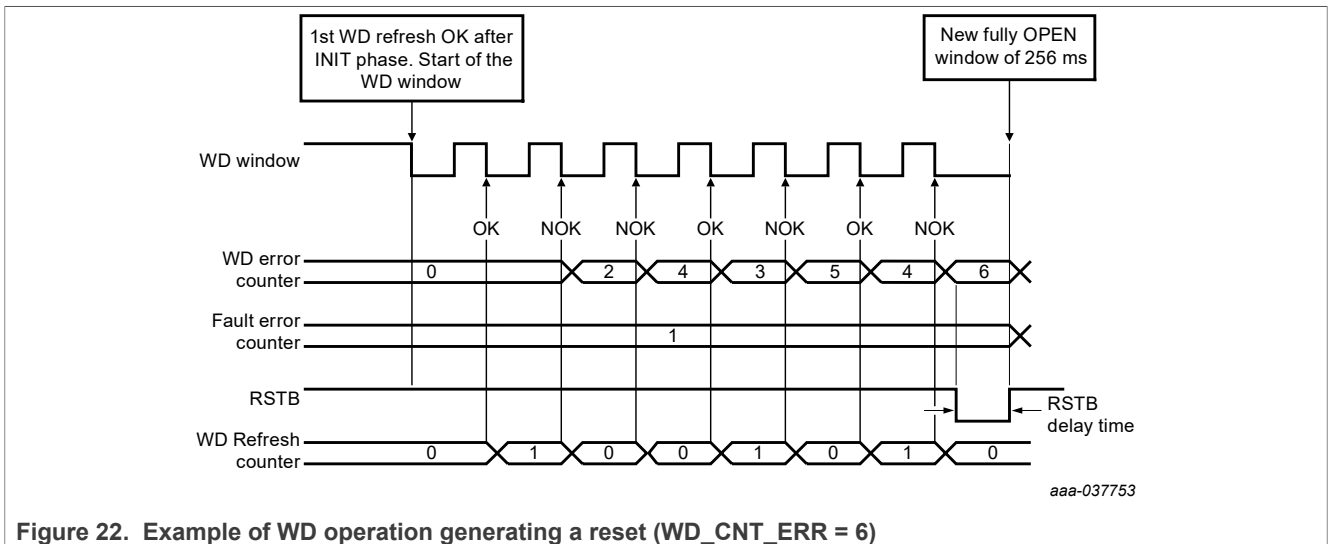 1st WD refresh OK after
INIT phase. Start of the
WD window
New fully OPEN
window of 256 ms
WD window
OK NOK NOK OK NOK OK NOK
WD error
counter
0 2 4 3 5 4 6
Fault error
counter
1
RSTB
RSTB
delay time
WD Refresh
counter
0 1 0 0 1 0 1 0
aaa-037753
Figure 22. Example of WD operation generating a reset (WD_CNT_ERR = 6)